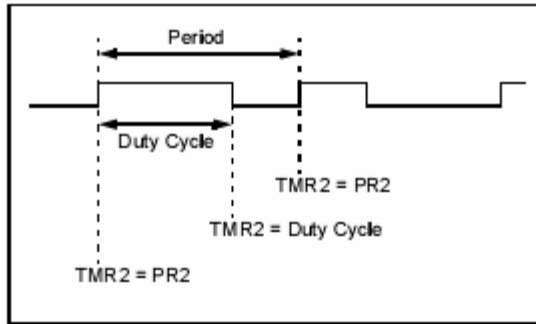 Period
Duty Cycle
TMR2 = PR2
TMR2 = Duty Cycle
TMR2 = PR2